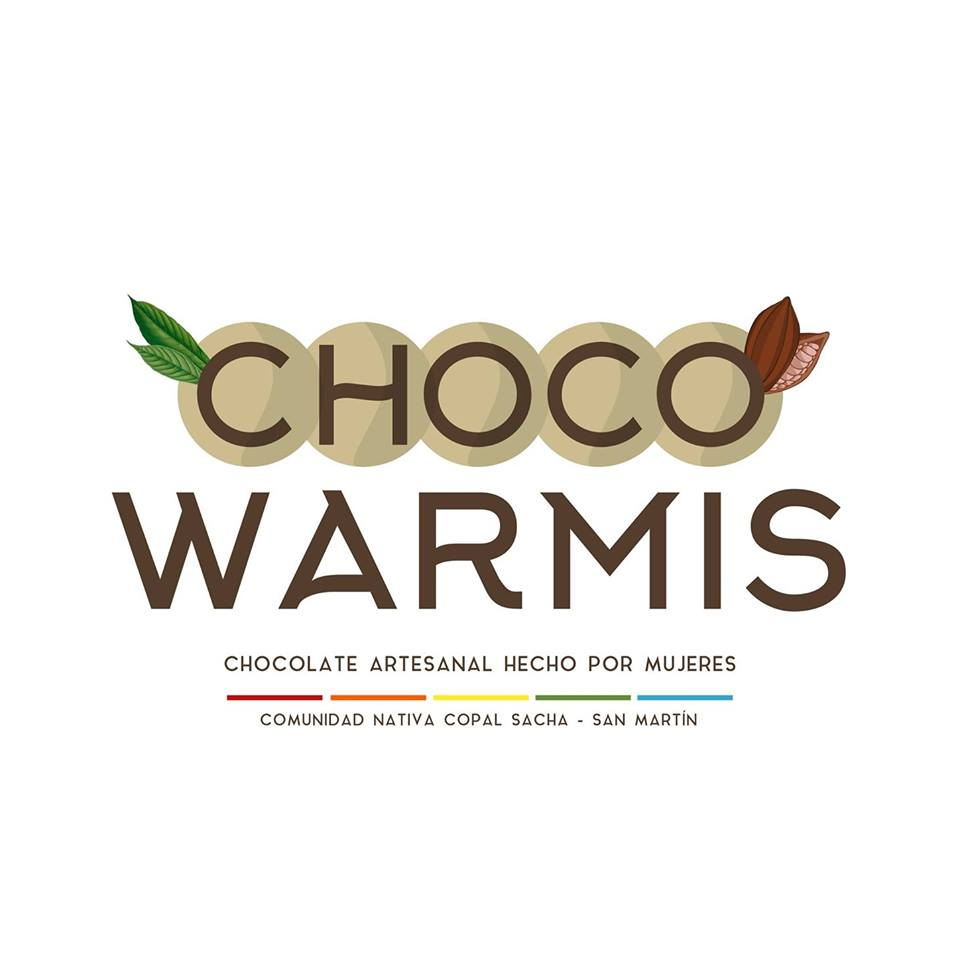 CHOCO
WARMIS
CHOCOLATE ARTESANAL HECHO POR MUJERES
COMUNIDAD NATIVA COPAL SACHA - SAN MARTÍN